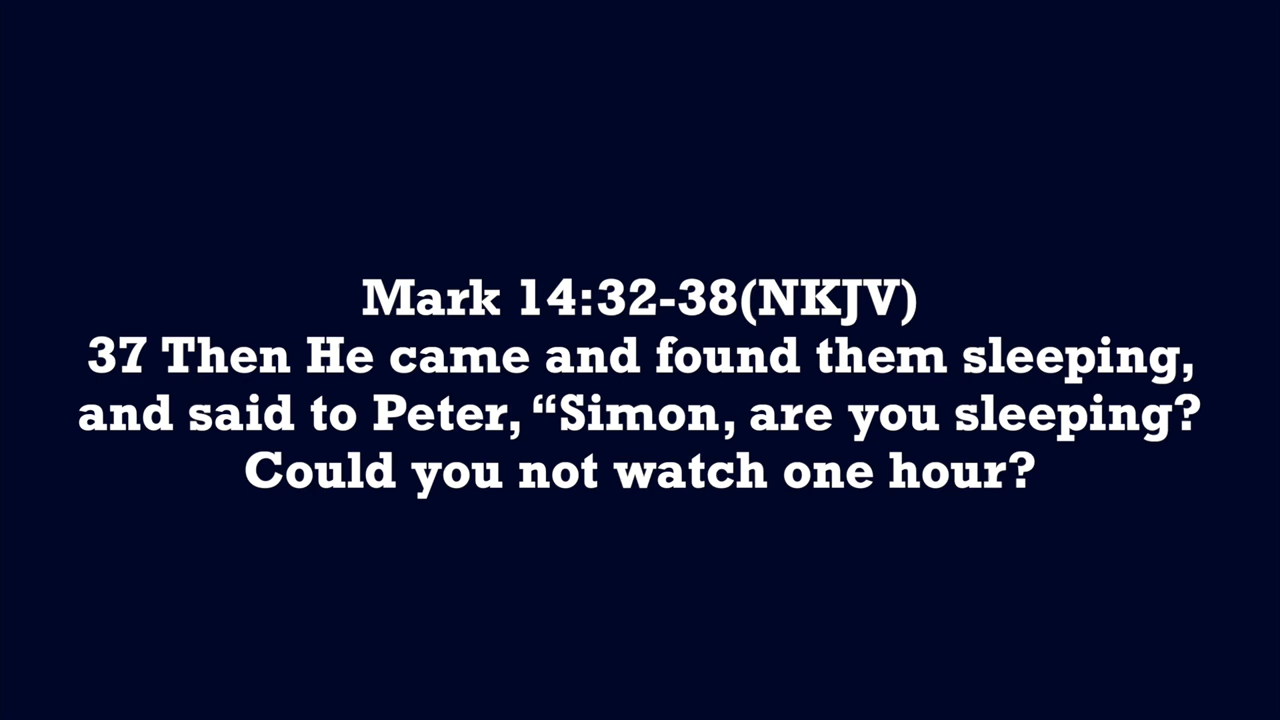 Mark 14:32-38(NKJV)
37 Then He came and found them sleeping,
and said to Peter, “Simon, are you sleeping?
Could you not watch one hour?